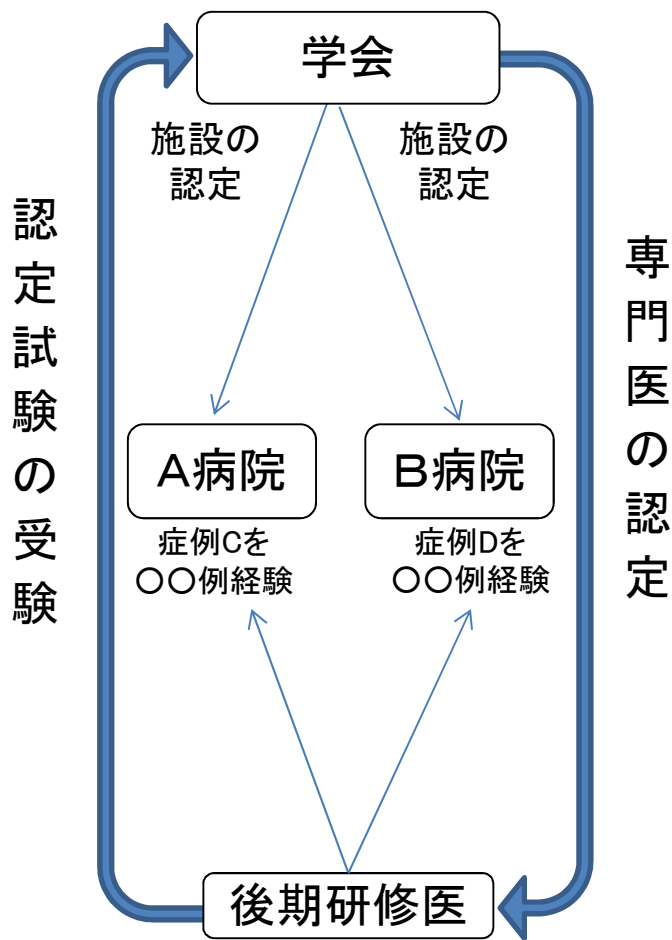 学会
施設の
認定
施設の
認定
認定試験の受験
専門医の認定
A病院
B病院
症例Cを
〇〇例経験
症例Dを
〇〇例経験
後期研修医